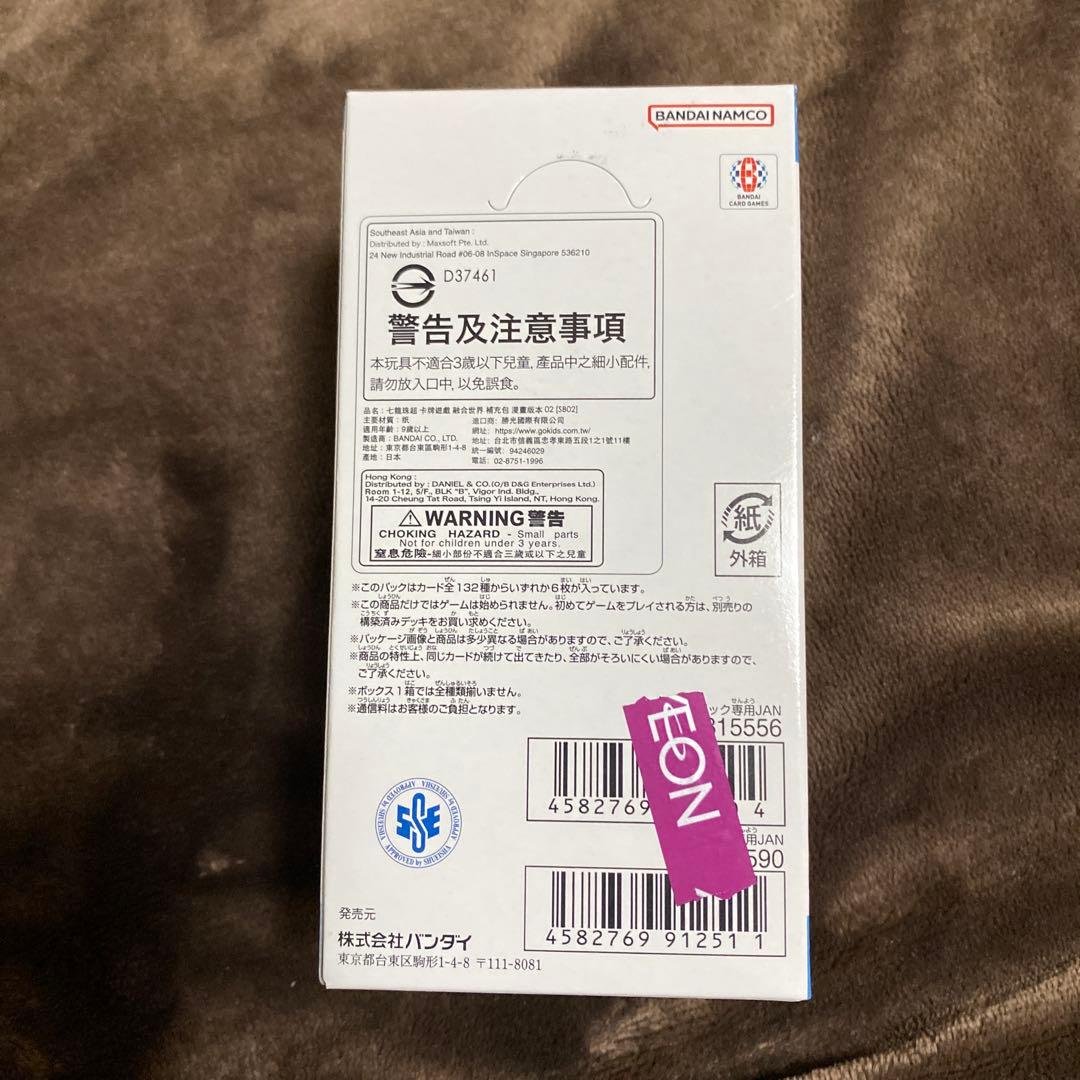 BANDAI NAMCO
BANDAI
CARD GAMES
Southeast Asia and Taiwan :
Distributed by : Maxsoft Pte. Ltd.
24 New Industrial Road #06-08 InSpace Singapore 536210
D37461
警告及注意事項
本玩具不適合3歲以下兒童, 產品中之細小配件,
請勿放入口中, 以免誤食。
品名：七龍珠超 卡牌遊戲 融合世界 補充包 漫畫版本 02 [SB02]
主要材質：紙
適用年齡：9歲以上
製造商：BANDAI CO., LTD.
地址：東京都台東區駒形1-4-8
產地：日本
進口商：勝光國際有限公司
網址：https://www.gokids.com.tw/
地址：台北市信義區忠孝東路五段1之1號11樓
統一編號：94246029
電話：02-8751-1996
Hong Kong :
Distributed by : DANIEL & CO.(O/B D&G Enterprises Ltd.)
Room 1-12, 5/F., BLK "B", Vigor Ind. Bldg.,
14-20 Cheung Tat Road, Tsing Yi Island, NT, Hong Kong.
WARNING 警告
CHOKING HAZARD - Small parts
Not for children under 3 years.
窒息危險-細小部份不適合三歲或以下之兒童
紙
外箱
※このパックはカード全132種からいずれか6枚が入っています。
※この商品だけではゲームは始められません。初めてゲームをプレイされる方は、別売りの
構築済みデッキをお買い求めください。
※パッケージ画像と商品は多少異なる場合がありますので、ご了承ください。
※商品の特性上、同じカードが続けて出てきたり、全部がそろいにくい場合がありますので、
ご了承ください。
※ボックス1箱では全種類揃いません。
※通信料はお客様のご負担となります。
ック専用JAN
315556
4582769
4
用JAN
590
4582769 91251 1
AEON
APPROVED by SHUEISHA
APPROVED by SHUEISHA
発売元
株式会社バンダイ
東京都台東区駒形1-4-8 〒111-8081